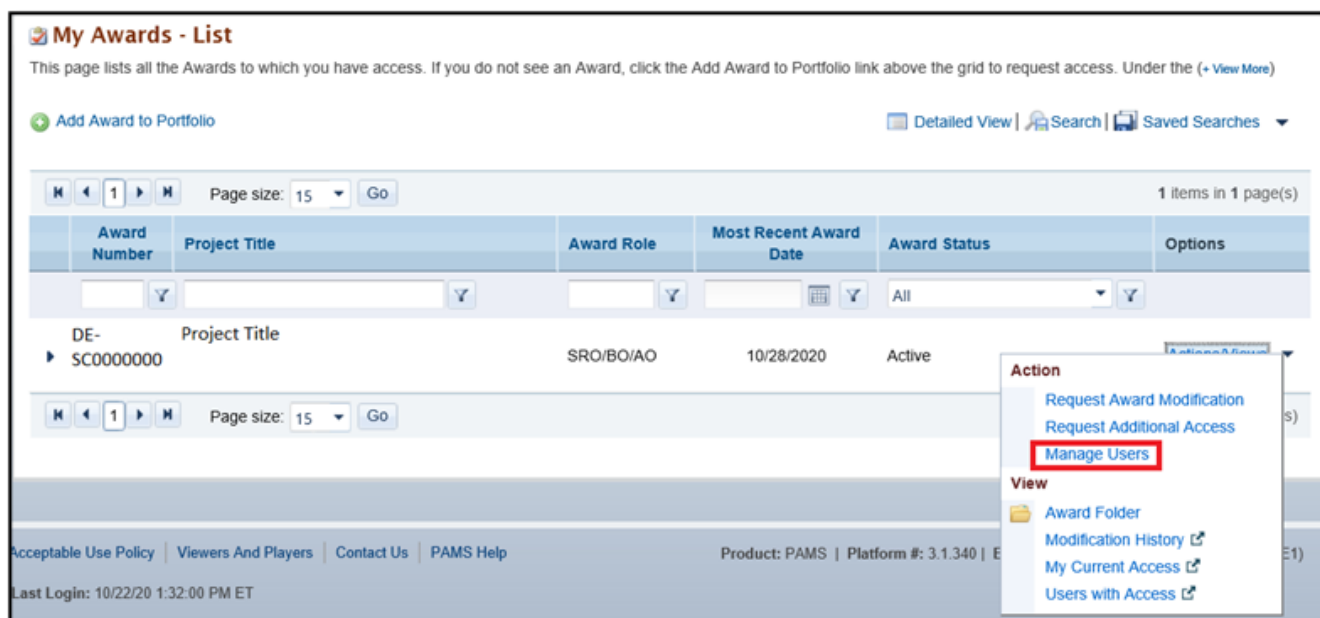 My Awards - List
This page lists all the Awards to which you have access. If you do not see an Award, click the Add Award to Portfolio link above the grid to request access. Under the (+ View More)
Add Award to Portfolio
Detailed View | Search | Saved Searches
1 Page size: 15 Go 1 items in 1 page(s)
Award Number Project Title Award Role Most Recent Award Date Award Status Options
All
DE-SC0000000 Project Title SRO/BO/AO 10/28/2020 Active Actions/Views
1 Page size: 15 Go s)
Action
Request Award Modification
Request Additional Access
Manage Users
View
Award Folder
Modification History
My Current Access
Users with Access
Acceptable Use Policy | Viewers And Players | Contact Us | PAMS Help
Product: PAMS | Platform #: 3.1.340 | E E1)
Last Login: 10/22/20 1:32:00 PM ET